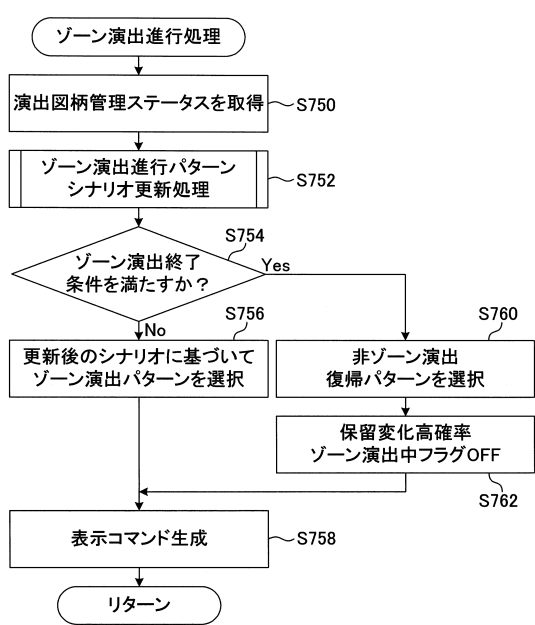 ゾーン演出進行処理
演出図柄管理ステータスを取得
S750
ゾーン演出進行パターン
シナリオ更新処理
S752
S754
ゾーン演出終了
条件を満たすか？
Yes
No
S756
更新後のシナリオに基づいて
ゾーン演出パターンを選択
S760
非ゾーン演出
復帰パターンを選択
保留変化高確率
ゾーン演出中フラグOFF
S762
表示コマンド生成
S758
リターン